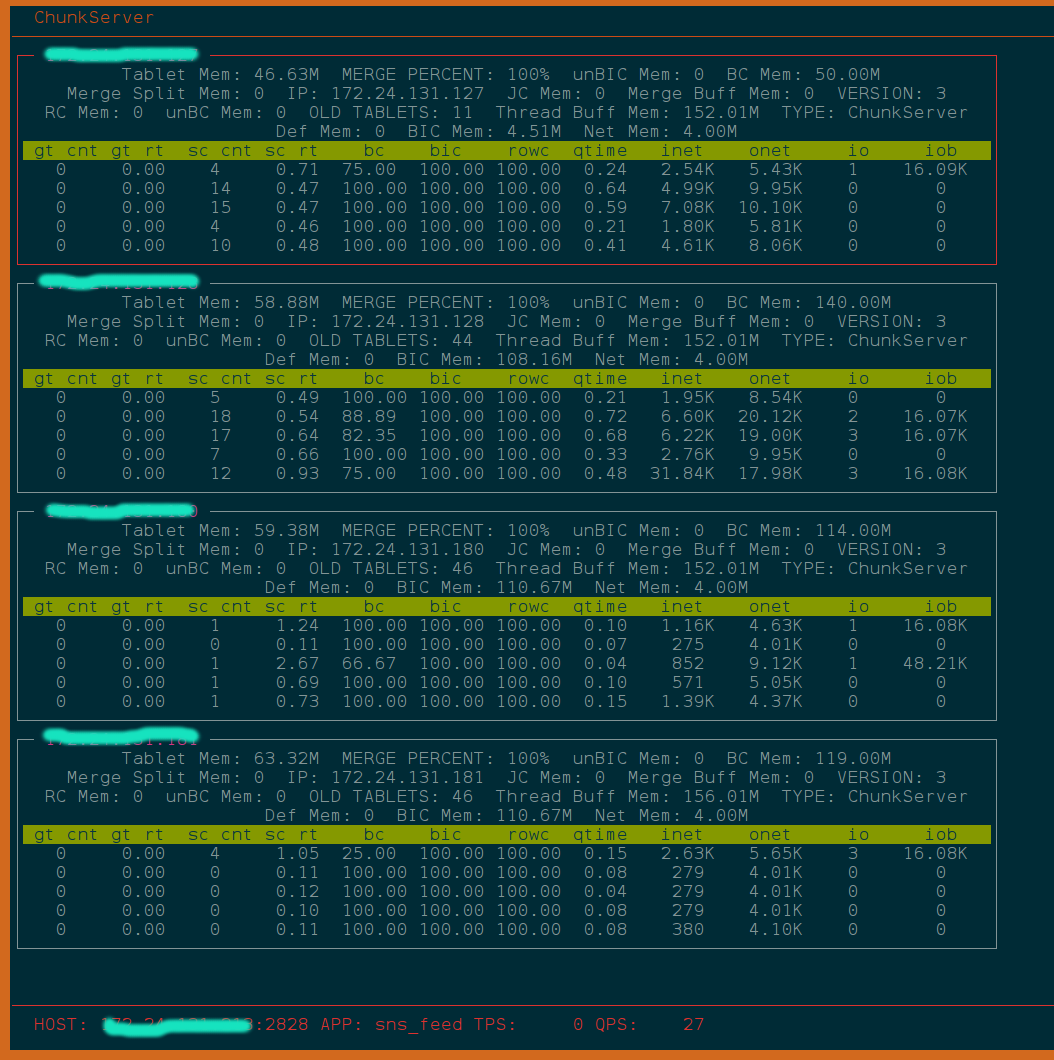 ChunkServer
Tablet Mem: 46.63M MERGE PERCENT: 100% unBIC Mem: 0 BC Mem: 50.00M
Merge Split Mem: 0 IP: 172.24.131.127 JC Mem: 0 Merge Buff Mem: 0 VERSION: 3
RC Mem: 0 unBC Mem: 0 OLD TABLETS: 11 Thread Buff Mem: 152.01M TYPE: ChunkServer
Def Mem: 0 BIC Mem: 4.51M Net Mem: 4.00M
gt cnt gt rt sc cnt sc rt bc bic rowc qtime inet onet io iob
0 0.00 4 0.71 75.00 100.00 100.00 0.24 2.54K 5.43K 1 16.09K
0 0.00 14 0.47 100.00 100.00 100.00 0.64 4.99K 9.95K 0 0
0 0.00 15 0.47 100.00 100.00 100.00 0.59 7.08K 10.10K 0 0
0 0.00 4 0.46 100.00 100.00 100.00 0.21 1.80K 5.81K 0 0
0 0.00 10 0.48 100.00 100.00 100.00 0.41 4.61K 8.06K 0 0
Tablet Mem: 58.88M MERGE PERCENT: 100% unBIC Mem: 0 BC Mem: 140.00M
Merge Split Mem: 0 IP: 172.24.131.128 JC Mem: 0 Merge Buff Mem: 0 VERSION: 3
RC Mem: 0 unBC Mem: 0 OLD TABLETS: 44 Thread Buff Mem: 152.01M TYPE: ChunkServer
Def Mem: 0 BIC Mem: 108.16M Net Mem: 4.00M
gt cnt gt rt sc cnt sc rt bc bic rowc qtime inet onet io iob
0 0.00 5 0.49 100.00 100.00 100.00 0.21 1.95K 8.54K 0 0
0 0.00 18 0.54 88.89 100.00 100.00 0.72 6.60K 20.12K 2 16.07K
0 0.00 17 0.64 82.35 100.00 100.00 0.68 6.22K 19.00K 3 16.07K
0 0.00 7 0.66 100.00 100.00 100.00 0.33 2.76K 9.95K 0 0
0 0.00 12 0.93 75.00 100.00 100.00 0.48 31.84K 17.98K 3 16.08K
Tablet Mem: 59.38M MERGE PERCENT: 100% unBIC Mem: 0 BC Mem: 114.00M
Merge Split Mem: 0 IP: 172.24.131.180 JC Mem: 0 Merge Buff Mem: 0 VERSION: 3
RC Mem: 0 unBC Mem: 0 OLD TABLETS: 46 Thread Buff Mem: 152.01M TYPE: ChunkServer
Def Mem: 0 BIC Mem: 110.67M Net Mem: 4.00M
gt cnt gt rt sc cnt sc rt bc bic rowc qtime inet onet io iob
0 0.00 1 1.24 100.00 100.00 100.00 0.10 1.16K 4.63K 1 16.08K
0 0.00 0 0.11 100.00 100.00 100.00 0.07 275 4.01K 0 0
0 0.00 1 2.67 66.67 100.00 100.00 0.04 852 9.12K 1 48.21K
0 0.00 1 0.69 100.00 100.00 100.00 0.10 571 5.05K 0 0
0 0.00 1 0.73 100.00 100.00 100.00 0.15 1.39K 4.37K 0 0
Tablet Mem: 63.32M MERGE PERCENT: 100% unBIC Mem: 0 BC Mem: 119.00M
Merge Split Mem: 0 IP: 172.24.131.181 JC Mem: 0 Merge Buff Mem: 0 VERSION: 3
RC Mem: 0 unBC Mem: 0 OLD TABLETS: 46 Thread Buff Mem: 156.01M TYPE: ChunkServer
Def Mem: 0 BIC Mem: 110.67M Net Mem: 4.00M
gt cnt gt rt sc cnt sc rt bc bic rowc qtime inet onet io iob
0 0.00 4 1.05 25.00 100.00 100.00 0.15 2.63K 5.65K 3 16.08K
0 0.00 0 0.11 100.00 100.00 100.00 0.08 279 4.01K 0 0
0 0.00 0 0.12 100.00 100.00 100.00 0.04 279 4.01K 0 0
0 0.00 0 0.10 100.00 100.00 100.00 0.08 279 4.01K 0 0
0 0.00 0 0.11 100.00 100.00 100.00 0.08 380 4.10K 0 0
HOST: :2828 APP: sns_feed TPS: 0 QPS: 27